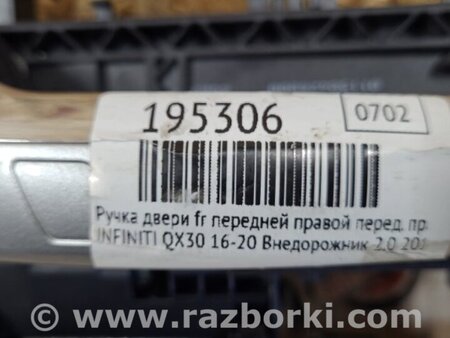 195306
0702
Ручка двери fr передней правой перед. пр
INFINITI QX30 16-20 Внедорожник 2.0
www.razborki.com